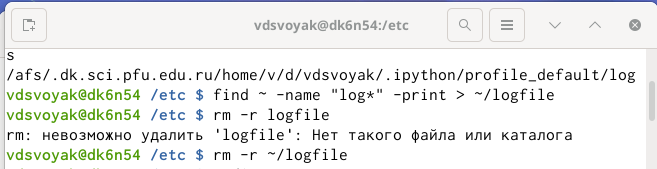 vdsvoyak@dk6n54:/etc
s
/afs/.dk.sci.pfu.edu.ru/home/v/d/vdsvoyak/.ipython/profile_default/log
vdsvoyak@dk6n54 /etc $ find ~ -name "log*" -print > ~/logfile
vdsvoyak@dk6n54 /etc $ rm -r logfile
rm: невозможно удалить 'logfile': Нет такого файла или каталога
vdsvoyak@dk6n54 /etc $ rm -r ~/logfile